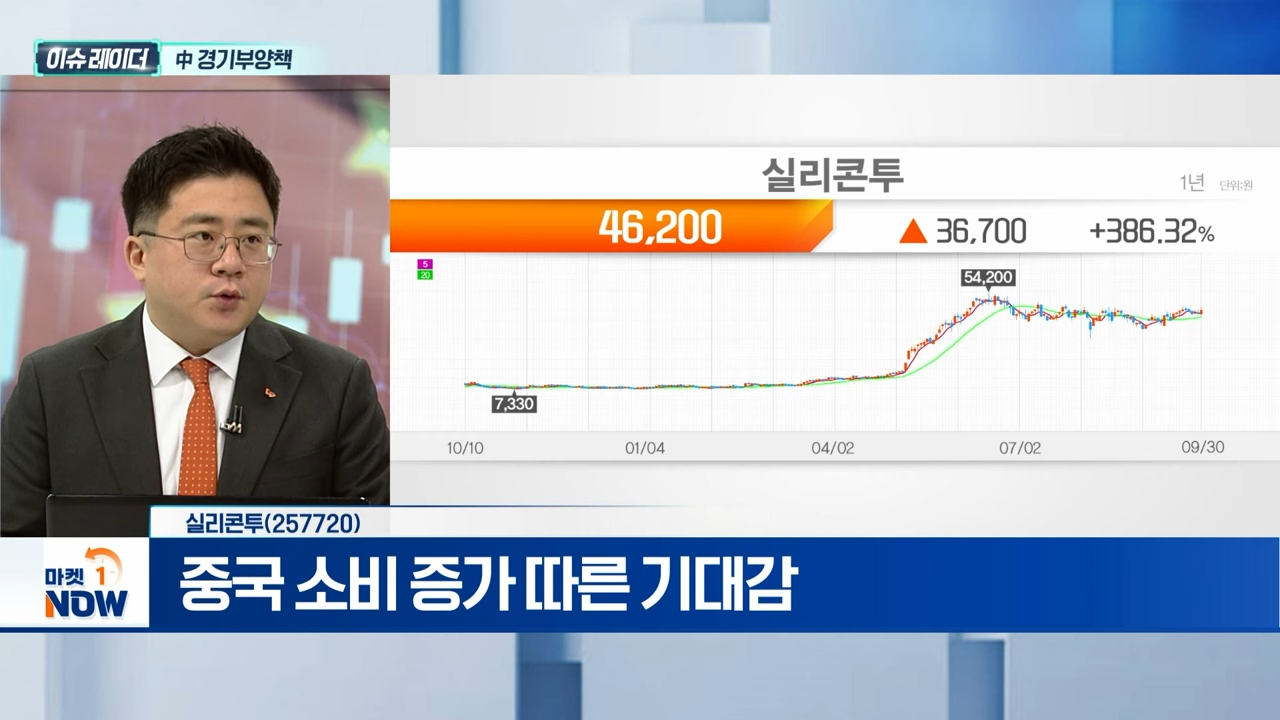 이슈레이더 中 경기부양책
실리콘투
1년 단위:원
46,200 ▲ 36,700 +386.32%
5
20
54,200
7,330
10/10 01/04 04/02 07/02 09/30
실리콘투(257720)
마켓 1
NOW
중국 소비 증가 따른 기대감